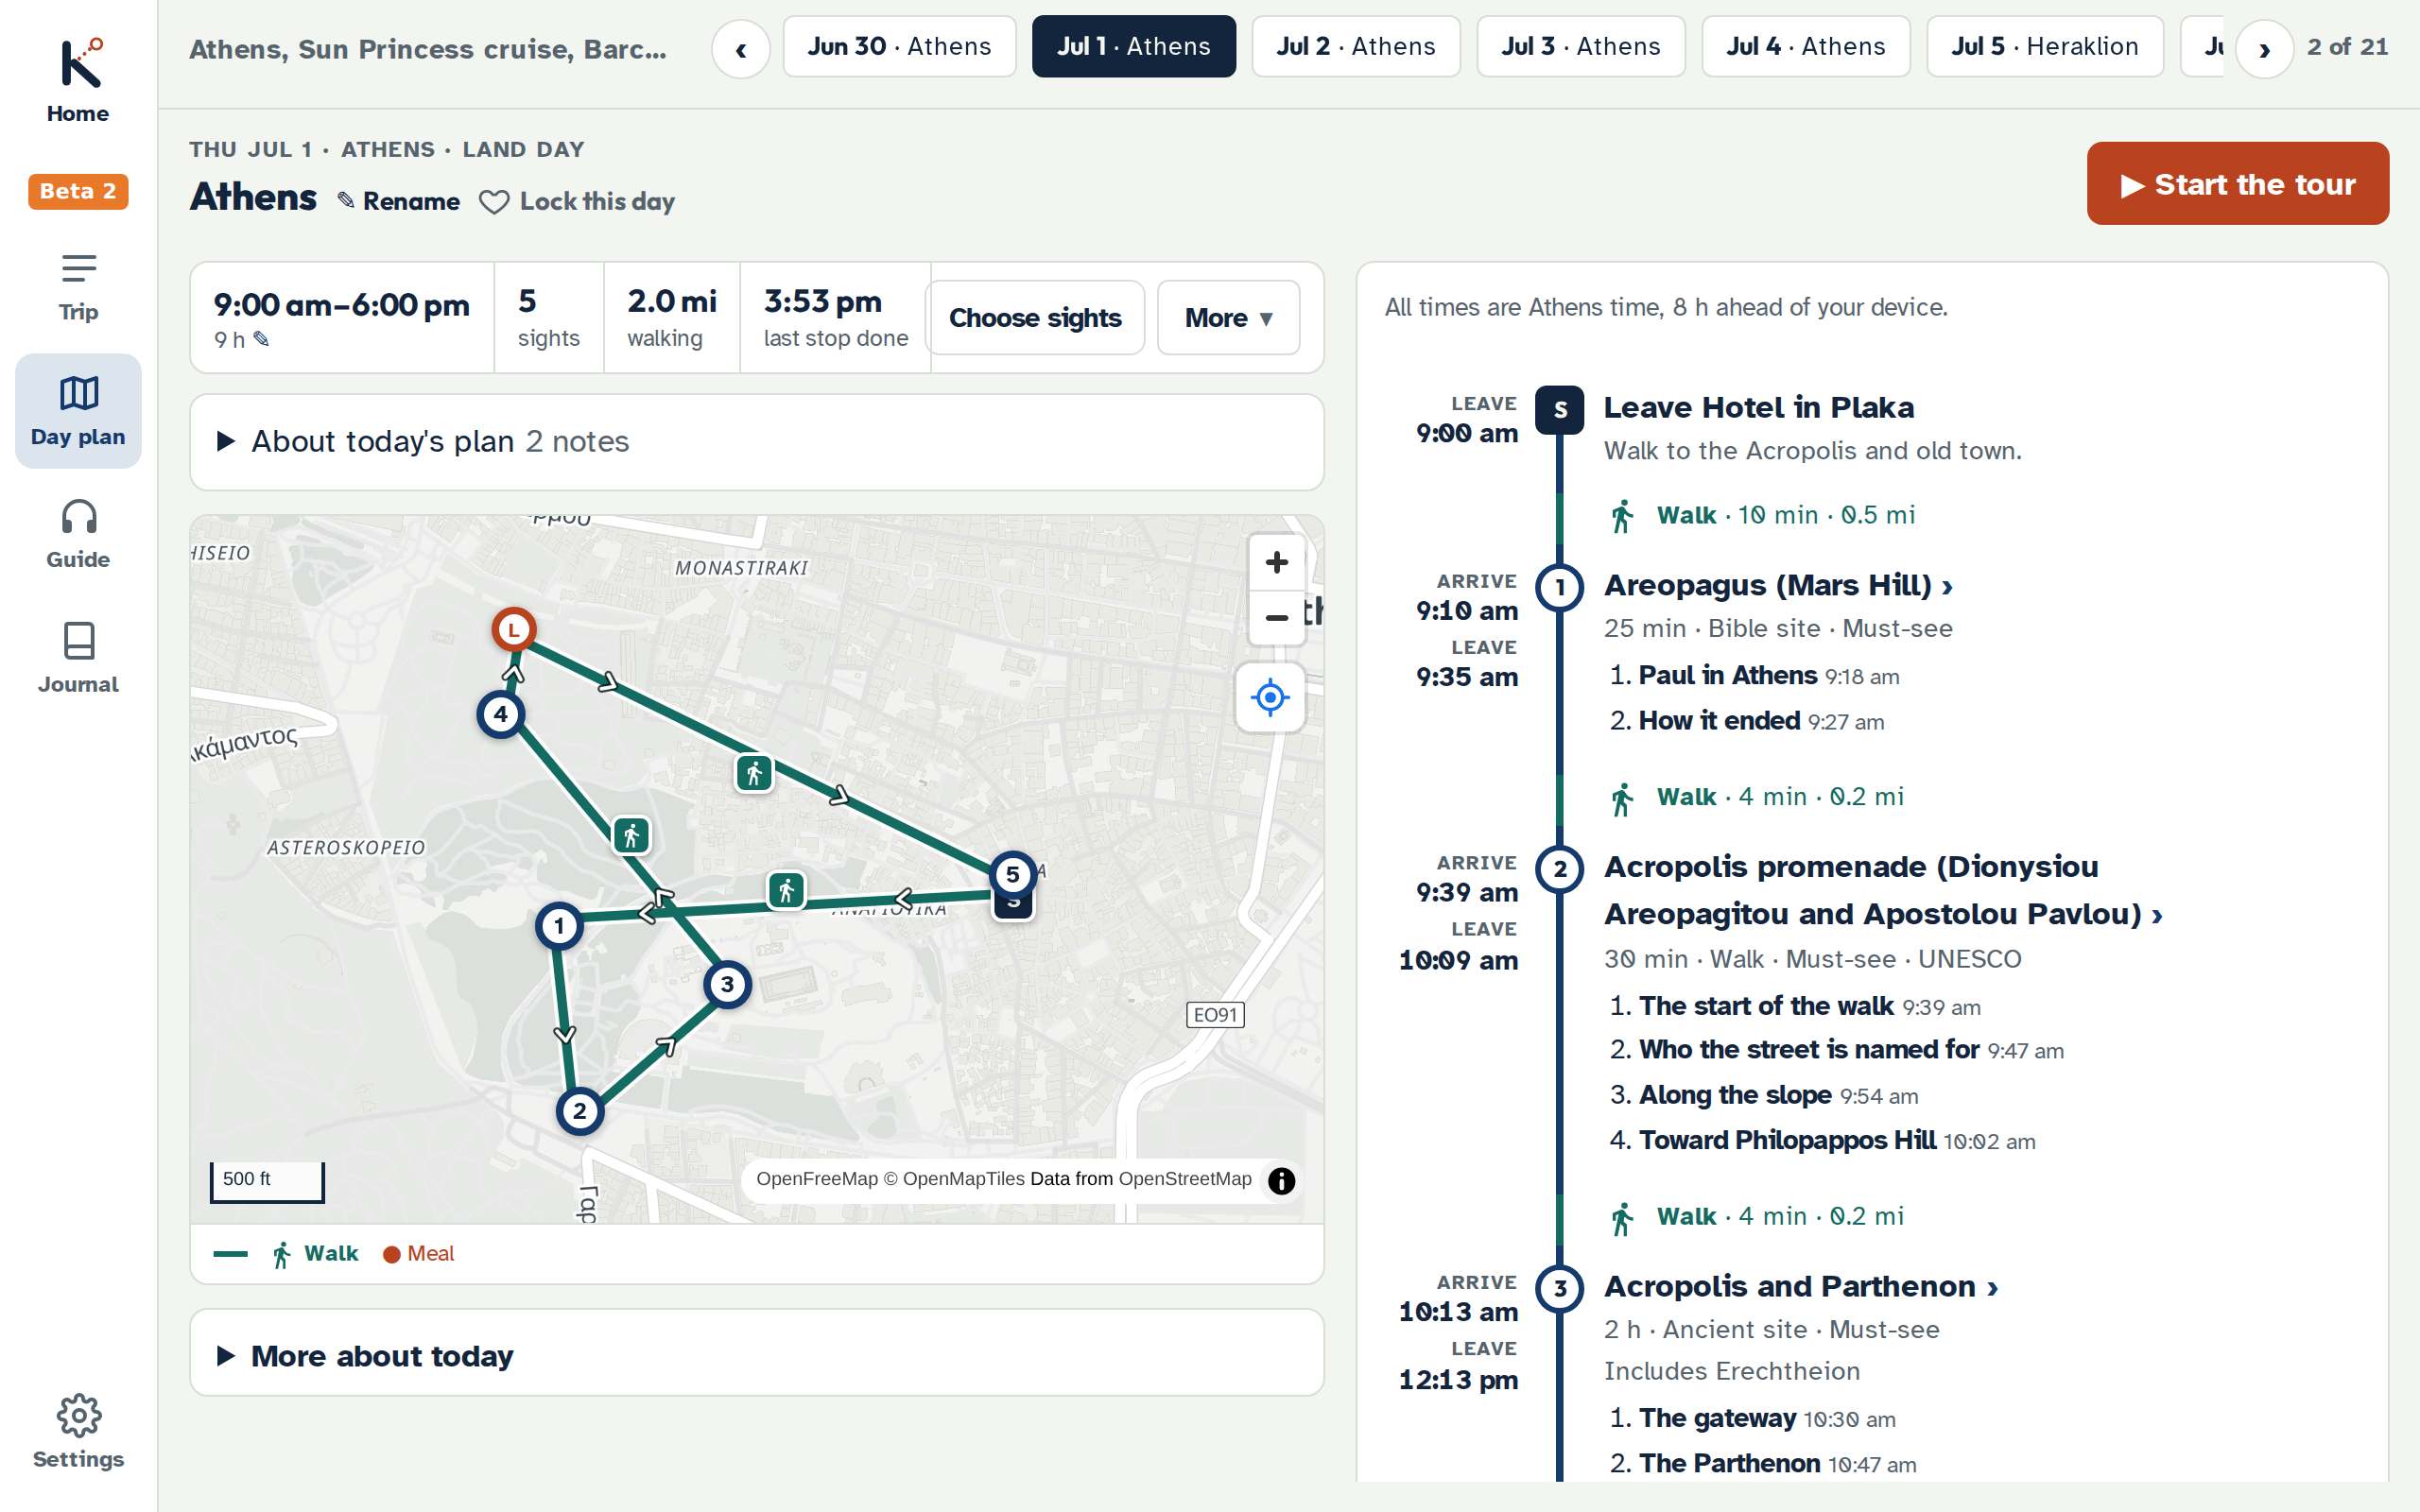 Home
Beta 2
Trip
Day plan
Guide
Journal
Settings
Athens, Sun Princess cruise, Barc...
‹
Jun 30 · Athens
Jul 1 · Athens
Jul 2 · Athens
Jul 3 · Athens
Jul 4 · Athens
Jul 5 · Heraklion
›
2 of 21
THU JUL 1 · ATHENS · LAND DAY
Athens
✎ Rename
Lock this day
▶ Start the tour
9:00 am–6:00 pm
9 h ✎
5
sights
2.0 mi
walking
3:53 pm
last stop done
Choose sights
More ▼
▶ About today's plan 2 notes
MONASTIRAKI
ASTEROSKOPEIO
L
4
5
1
3
2
EO91
+
−
500 ft
OpenFreeMap © OpenMapTiles Data from OpenStreetMap
Walk
Meal
▶ More about today
All times are Athens time, 8 h ahead of your device.
LEAVE
9:00 am
S
Leave Hotel in Plaka
Walk to the Acropolis and old town.
Walk · 10 min · 0.5 mi
ARRIVE
9:10 am
LEAVE
9:35 am
1
Areopagus (Mars Hill) ›
25 min · Bible site · Must-see
1. Paul in Athens 9:18 am
2. How it ended 9:27 am
Walk · 4 min · 0.2 mi
ARRIVE
9:39 am
LEAVE
10:09 am
2
Acropolis promenade (Dionysiou
Areopagitou and Apostolou Pavlou) ›
30 min · Walk · Must-see · UNESCO
1. The start of the walk 9:39 am
2. Who the street is named for 9:47 am
3. Along the slope 9:54 am
4. Toward Philopappos Hill 10:02 am
Walk · 4 min · 0.2 mi
ARRIVE
10:13 am
LEAVE
12:13 pm
3
Acropolis and Parthenon ›
2 h · Ancient site · Must-see
Includes Erechtheion
1. The gateway 10:30 am
2. The Parthenon 10:47 am